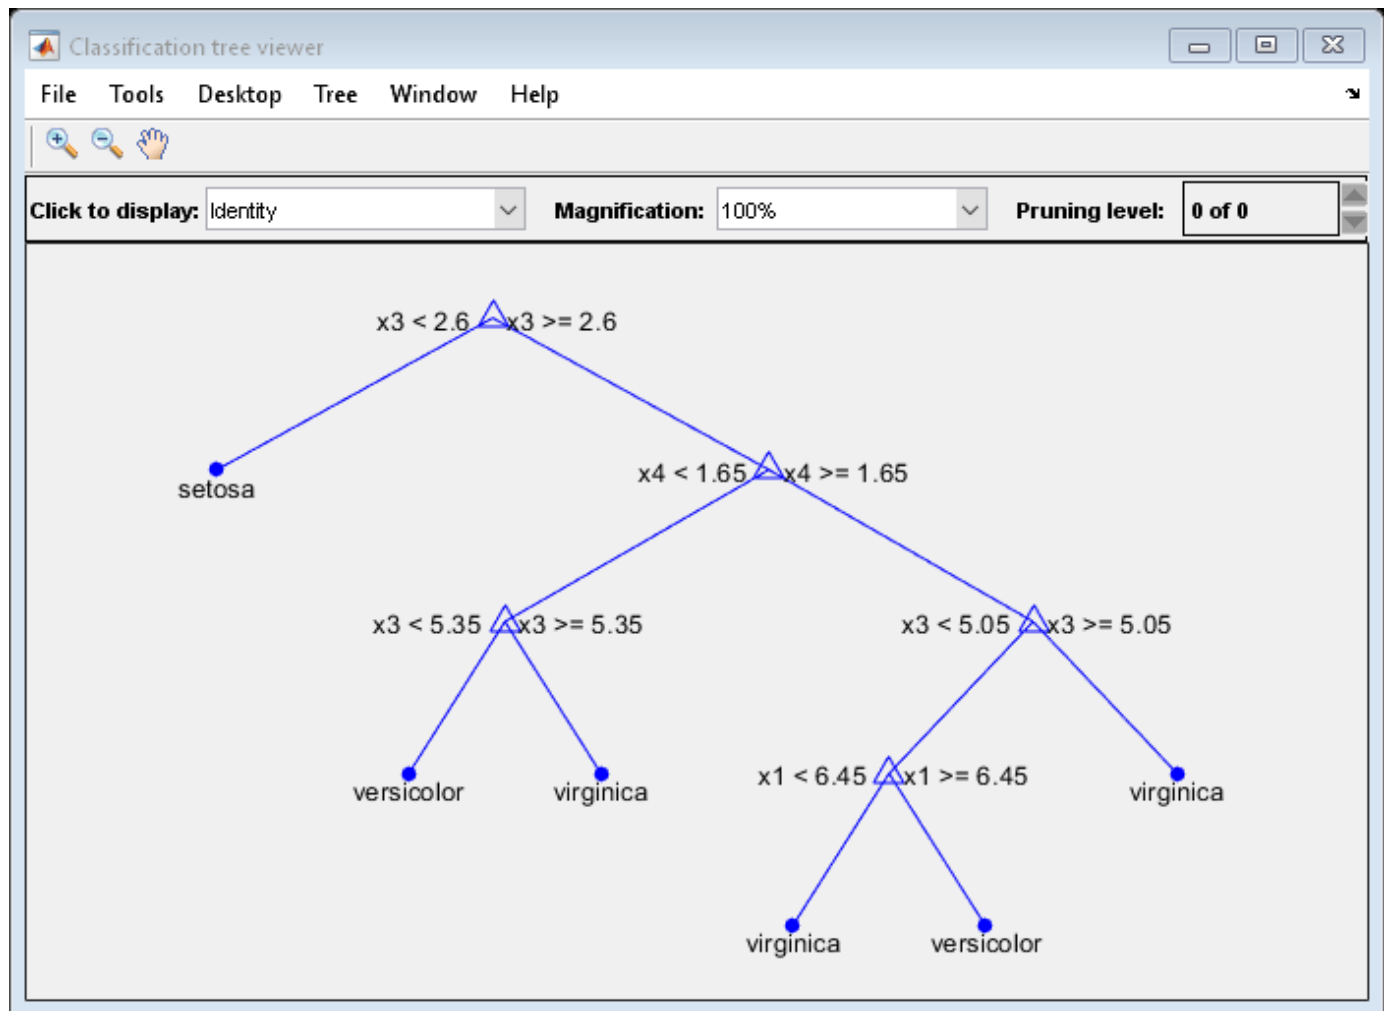 Classification tree viewer
File Tools Desktop Tree Window Help
Click to display: Identity Magnification: 100% Pruning level: 0 of 0
x3 < 2.6 x3 >= 2.6
setosa
x4 < 1.65 x4 >= 1.65
x3 < 5.35 x3 >= 5.35 x3 < 5.05 x3 >= 5.05
versicolor virginica x1 < 6.45 x1 >= 6.45 virginica
virginica versicolor